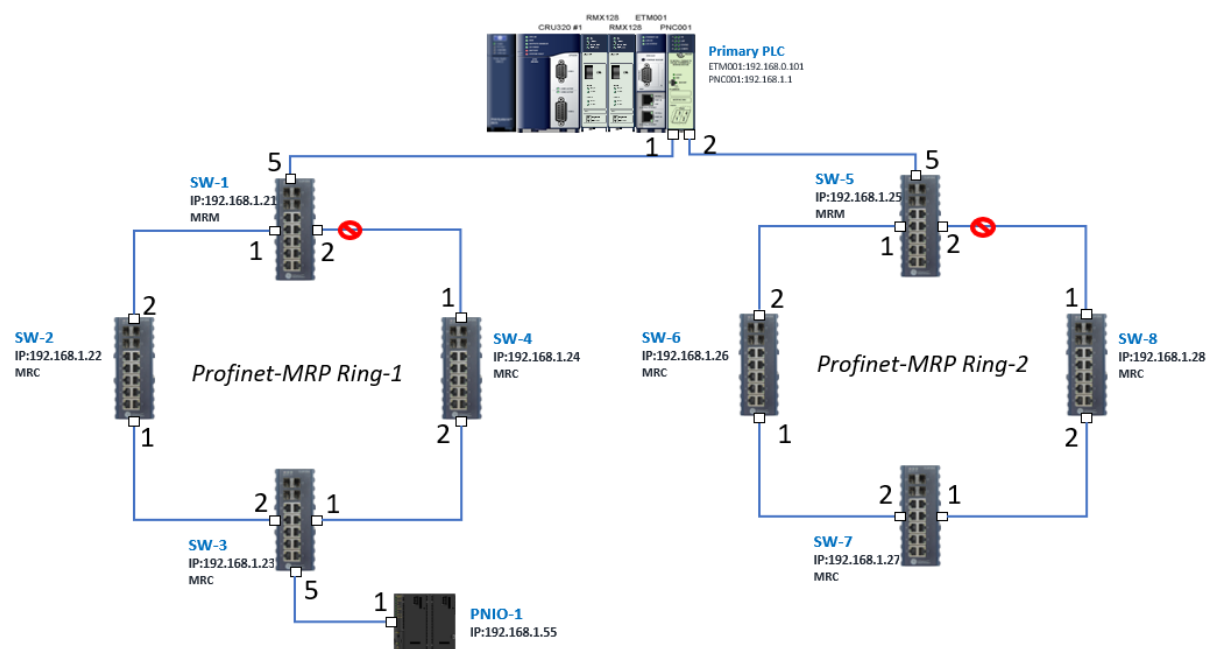 RMX128 ETM001
CRU320 #1 RMX128 PNC001
Primary PLC
ETM001:192.168.0.101
PNC001:192.168.1.1
1 2
5
SW-1
IP:192.168.1.21
MRM
1 2
5
SW-5
IP:192.168.1.25
MRM
1 2
2
SW-2
IP:192.168.1.22
MRC
1
Profinet-MRP Ring-1
1
SW-4
IP:192.168.1.24
MRC
2
2
SW-6
IP:192.168.1.26
MRC
1
Profinet-MRP Ring-2
1
SW-8
IP:192.168.1.28
MRC
2
2 1
SW-3
IP:192.168.1.23
MRC
5
2 1
SW-7
IP:192.168.1.27
MRC
1
PNIO-1
IP:192.168.1.55